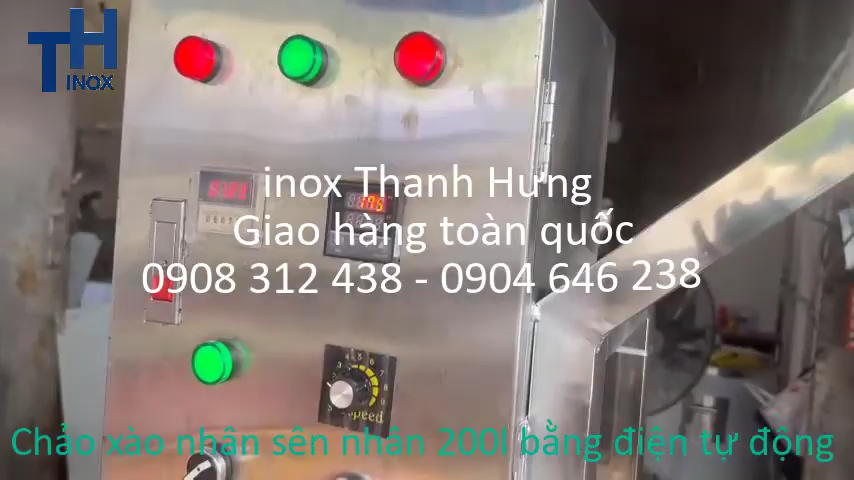 TH
INOX
inox Thanh Hưng
Giao hàng toàn quốc
0908 312 438 - 0904 646 238
speed
Chảo xào nhân sên nhân 200l bằng điện tự động